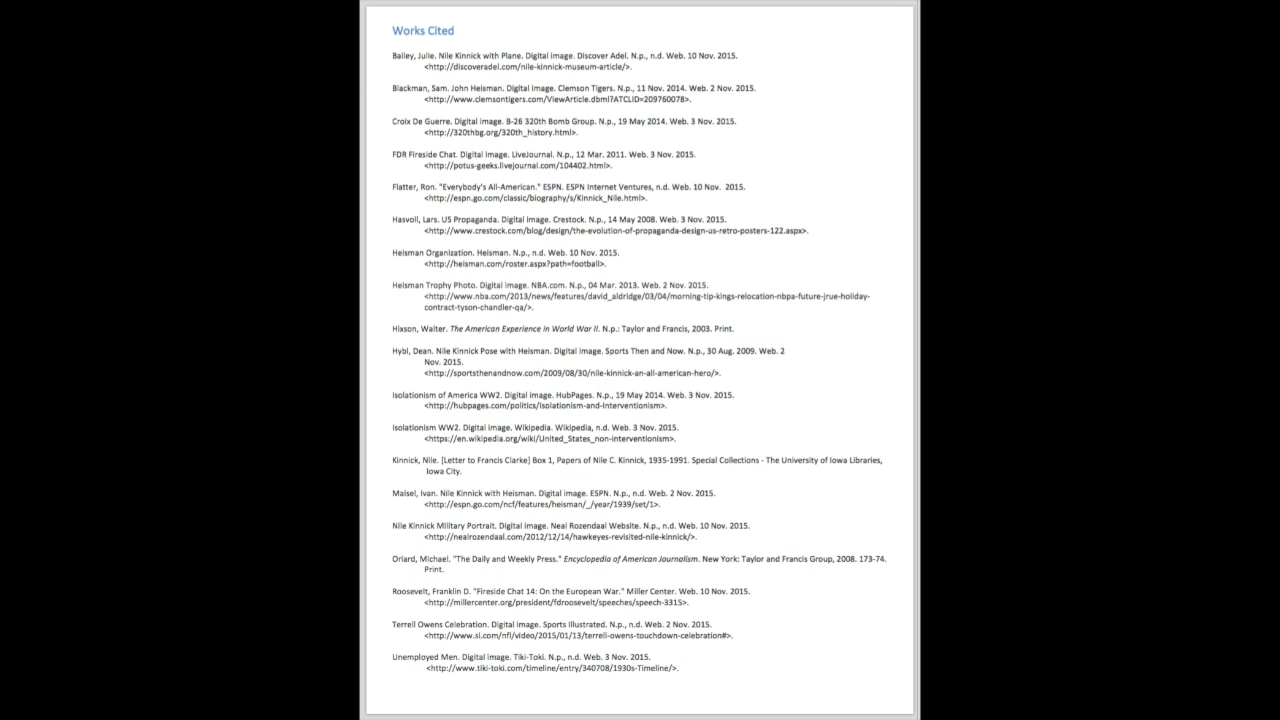 Works Cited
Bailey, Julie. Nile Kinnick with Plane. Digital image. Discover Adel. N.p., n.d. Web. 10 Nov. 2015.
<http://discoveradel.com/nile-kinnick-museum-article/>.
Blackman, Sam. John Heisman. Digital image. Clemson Tigers. N.p., 11 Nov. 2014. Web. 2 Nov. 2015.
<http://www.clemsontigers.com/ViewArticle.dbml?ATCLID=209760078>.
Croix De Guerre. Digital image. B-26 320th Bomb Group. N.p., 19 May 2014. Web. 3 Nov. 2015.
<http://320thbg.org/320th_history.html>.
FDR Fireside Chat. Digital image. LiveJournal. N.p., 12 Mar. 2011. Web. 3 Nov. 2015.
<http://potus-geeks.livejournal.com/104402.html>.
Flatter, Ron. "Everybody's All-American." ESPN. ESPN Internet Ventures, n.d. Web. 10 Nov. 2015.
<http://espn.go.com/classic/biography/s/Kinnick_Nile.html>.
Hasvoll, Lars. US Propaganda. Digital image. Crestock. N.p., 14 May 2008. Web. 3 Nov. 2015.
<http://www.crestock.com/blog/design/the-evolution-of-propaganda-design-us-retro-posters-122.aspx>.
Heisman Organization. Heisman. N.p., n.d. Web. 10 Nov. 2015.
<http://heisman.com/roster.aspx?path=football>.
Heisman Trophy Photo. Digital image. NBA.com. N.p., 04 Mar. 2013. Web. 2 Nov. 2015.
<http://www.nba.com/2013/news/features/david_aldridge/03/04/morning-tip-kings-relocation-nbpa-future-jrue-holiday-
contract-tyson-chandler-qa/>.
Hixson, Walter. The American Experience in World War II. N.p.: Taylor and Francis, 2003. Print.
Hybl, Dean. Nile Kinnick Pose with Heisman. Digital image. Sports Then and Now. N.p., 30 Aug. 2009. Web. 2
Nov. 2015.
<http://sportsthenandnow.com/2009/08/30/nile-kinnick-an-all-american-hero/>.
Isolationism of America WW2. Digital image. HubPages. N.p., 19 May 2014. Web. 3 Nov. 2015.
<http://hubpages.com/politics/Isolationism-and-Interventionism>.
Isolationism WW2. Digital image. Wikipedia. Wikipedia, n.d. Web. 3 Nov. 2015.
<https://en.wikipedia.org/wiki/United_States_non-interventionism>.
Kinnick, Nile. [Letter to Francis Clarke] Box 1, Papers of Nile C. Kinnick, 1935-1991. Special Collections - The University of Iowa Libraries,
Iowa City.
Maisel, Ivan. Nile Kinnick with Heisman. Digital image. ESPN. N.p., n.d. Web. 2 Nov. 2015.
<http://espn.go.com/ncf/features/heisman/_/year/1939/set/1>.
Nile Kinnick Military Portrait. Digital image. Neal Rozendaal Website. N.p., n.d. Web. 10 Nov. 2015.
<http://nealrozendaal.com/2012/12/14/hawkeyes-revisited-nile-kinnick/>.
Oriard, Michael. "The Daily and Weekly Press." Encyclopedia of American Journalism. New York: Taylor and Francis Group, 2008. 173-74.
Print.
Roosevelt, Franklin D. "Fireside Chat 14: On the European War." Miller Center. Web. 10 Nov. 2015.
<http://millercenter.org/president/fdroosevelt/speeches/speech-3315>.
Terrell Owens Celebration. Digital image. Sports Illustrated. N.p., n.d. Web. 2 Nov. 2015.
<http://www.si.com/nfl/video/2015/01/13/terrell-owens-touchdown-celebration#>.
Unemployed Men. Digital image. Tiki-Toki. N.p., n.d. Web. 3 Nov. 2015.
<http://www.tiki-toki.com/timeline/entry/340708/1930s-Timeline/>.